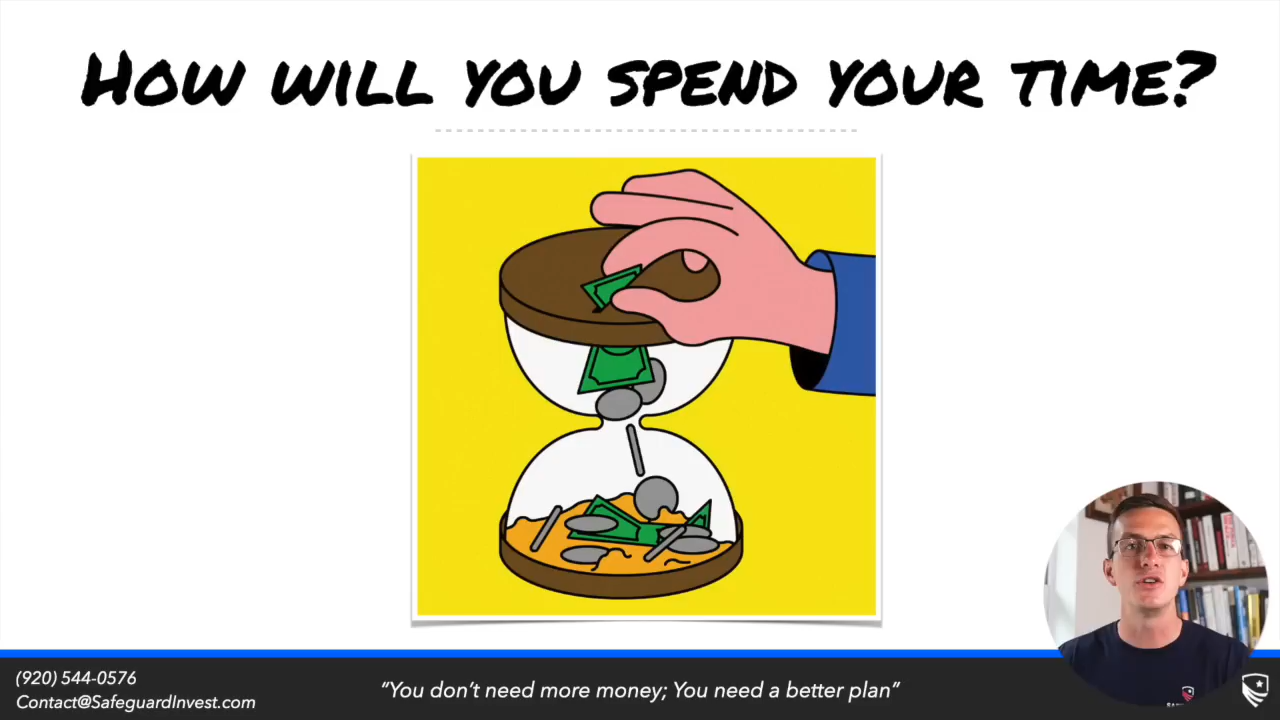 How will you spend your time?
(920) 544-0576
Contact@SafeguardInvest.com
“You don’t need more money; You need a better plan”